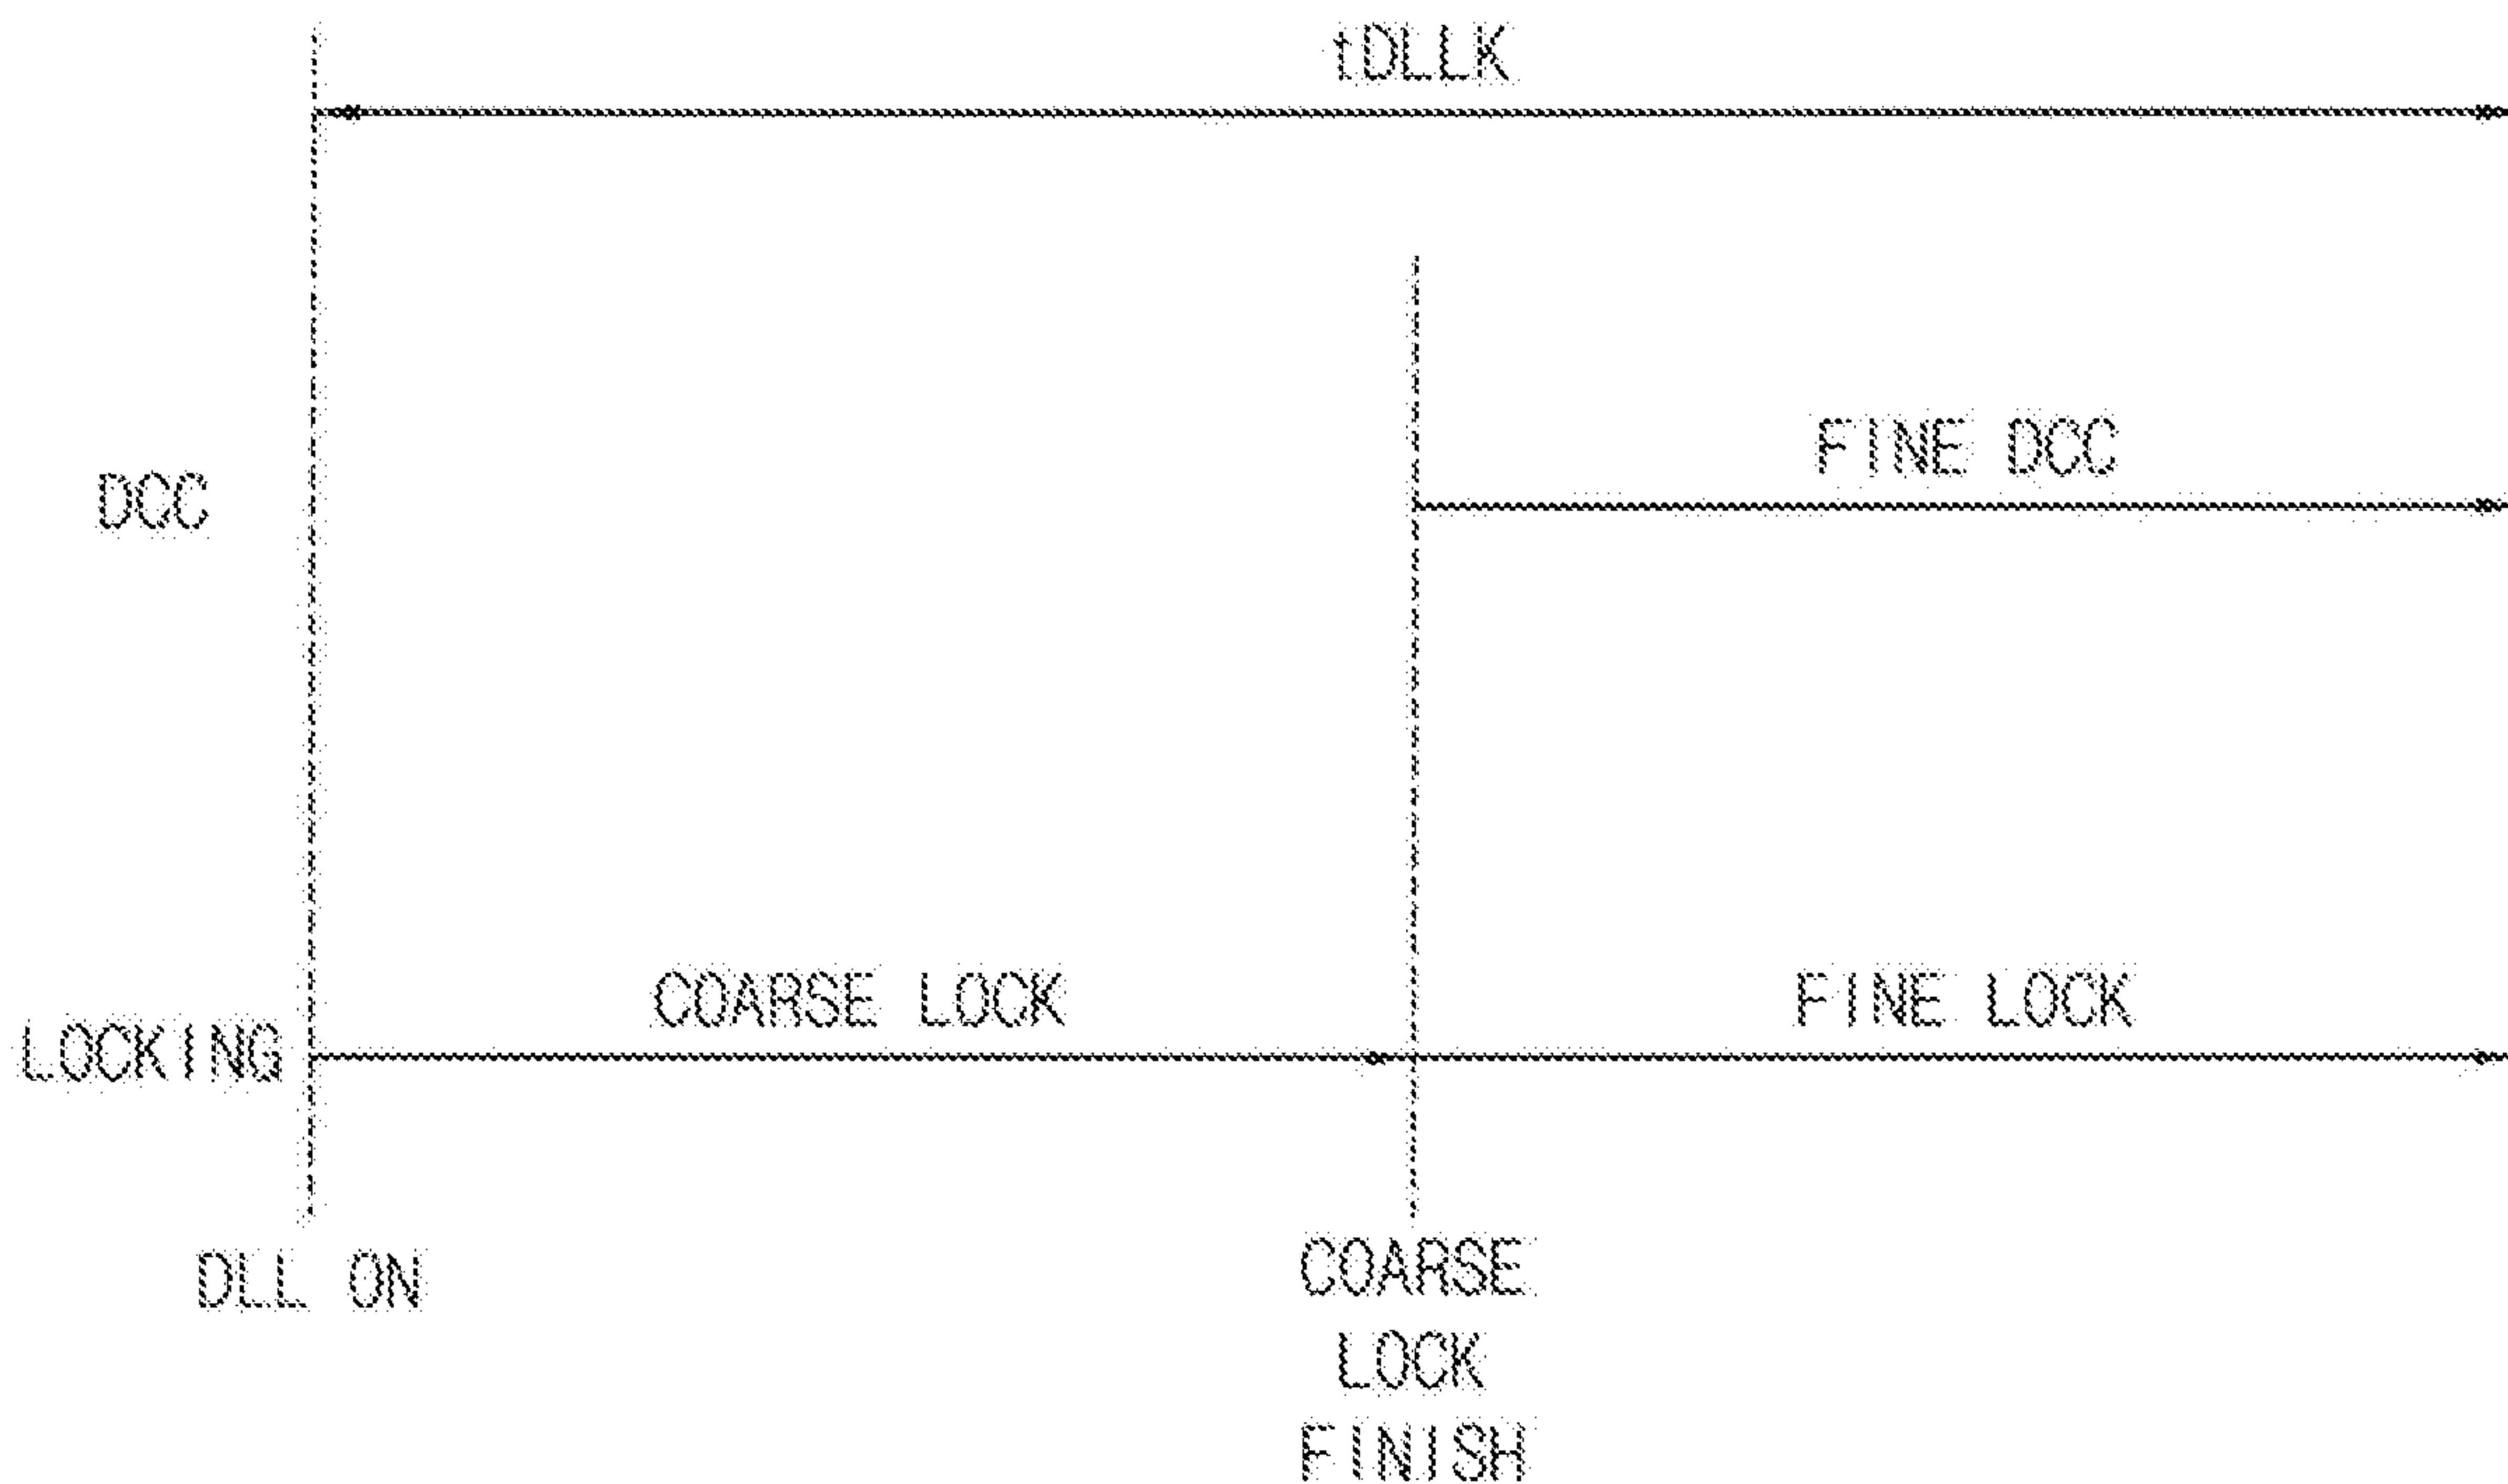 tDLLK
FINE DCC
DCC
COARSE LOCK
FINE LOCK
LOCKING
DLL ON
COARSE
LOCK
FINISH